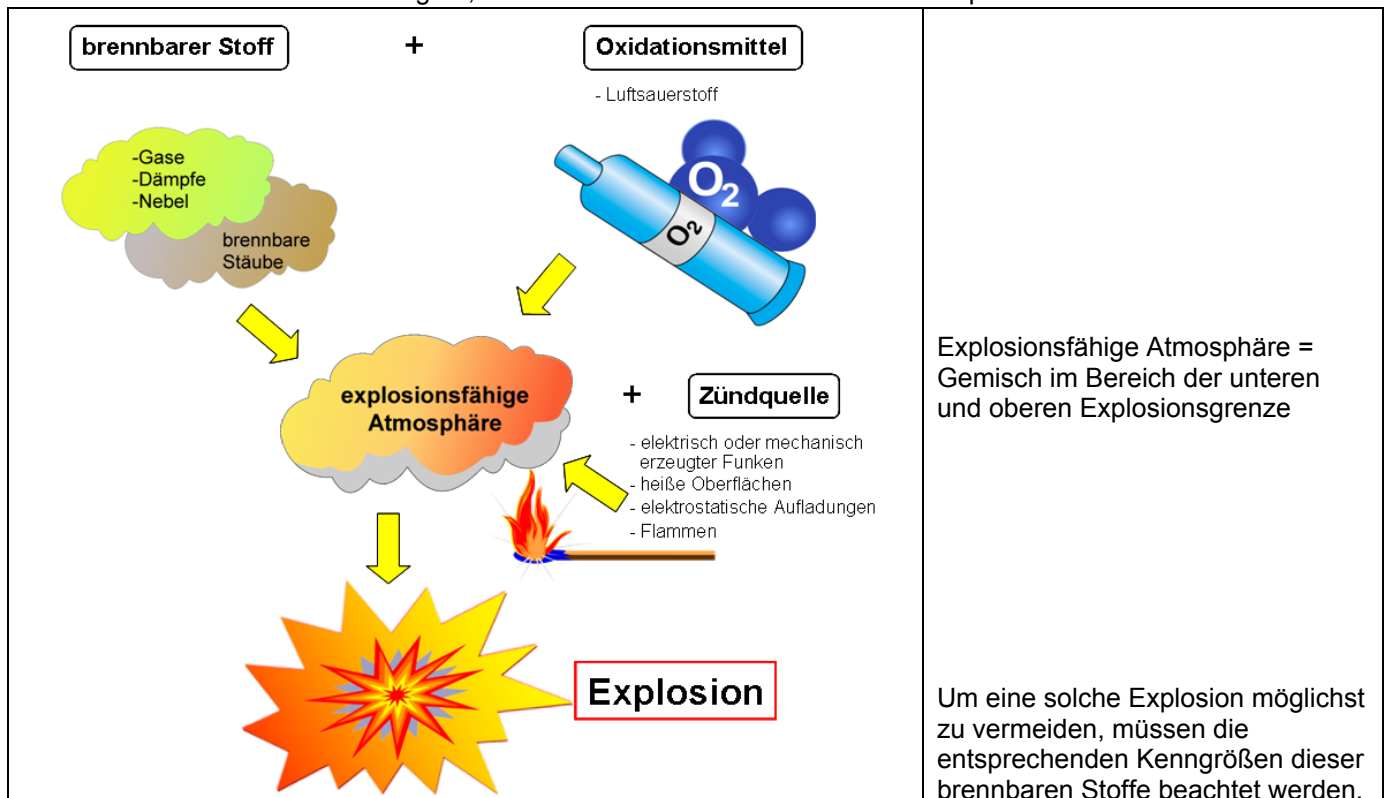 brennbarer Stoff + Oxidationsmittel
- Luftsauerstoff
-Gase
-Dämpfe
-Nebel
brennbare
Stäube
O2
O2
explosionsfähige
Atmosphäre
+ Zündquelle
- elektrisch oder mechanisch
erzeugter Funken
- heiße Oberflächen
- elektrostatische Aufladungen
- Flammen
Explosion
Explosionsfähige Atmosphäre =
Gemisch im Bereich der unteren
und oberen Explosionsgrenze
Um eine solche Explosion möglichst
zu vermeiden, müssen die
entsprechenden Kenngrößen dieser
brennbaren Stoffe beachtet werden.